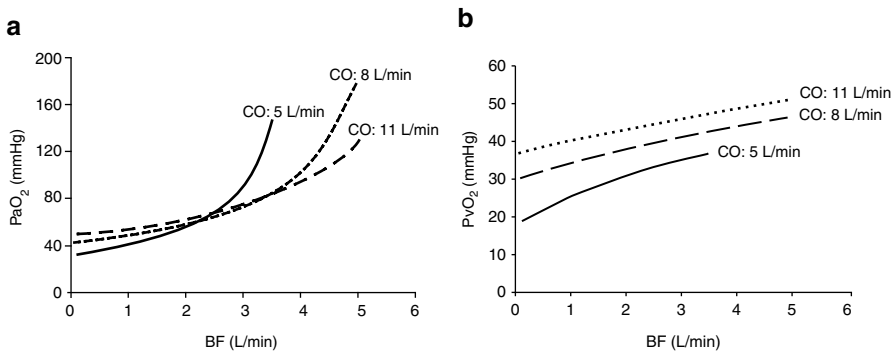 a
PaO2 (mmHg)
200
160
120
80
40
0
CO: 8 L/min
CO: 5 L/min
CO: 11 L/min
0 1 2 3 4 5 6
BF (L/min)
b
PvO2 (mmHg)
60
50
40
30
20
10
0
CO: 11 L/min
CO: 8 L/min
CO: 5 L/min
0 1 2 3 4 5 6
BF (L/min)